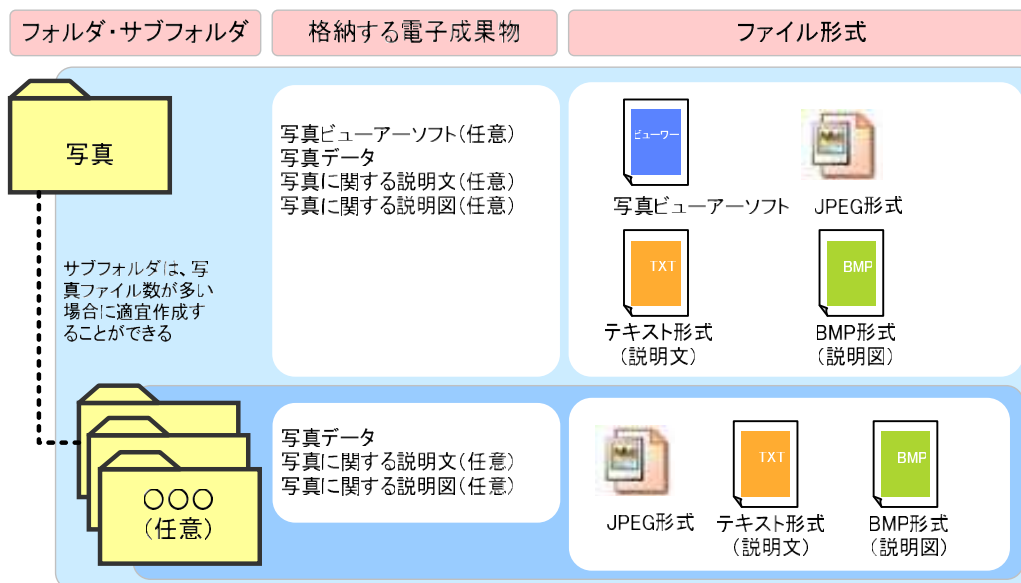 フォルダ・サブフォルダ
格納する電子成果物
ファイル形式
写真
写真ビューアーソフト(任意)
写真データ
写真に関する説明文(任意)
写真に関する説明図(任意)
ビューワー
写真ビューアーソフト
JPEG形式
TXT
テキスト形式
(説明文)
BMP
BMP形式
(説明図)
サブフォルダは、写
真ファイル数が多い
場合に適宜作成す
ることができる
〇〇〇
(任意)
写真データ
写真に関する説明文(任意)
写真に関する説明図(任意)
JPEG形式
TXT
テキスト形式
(説明文)
BMP
BMP形式
(説明図)